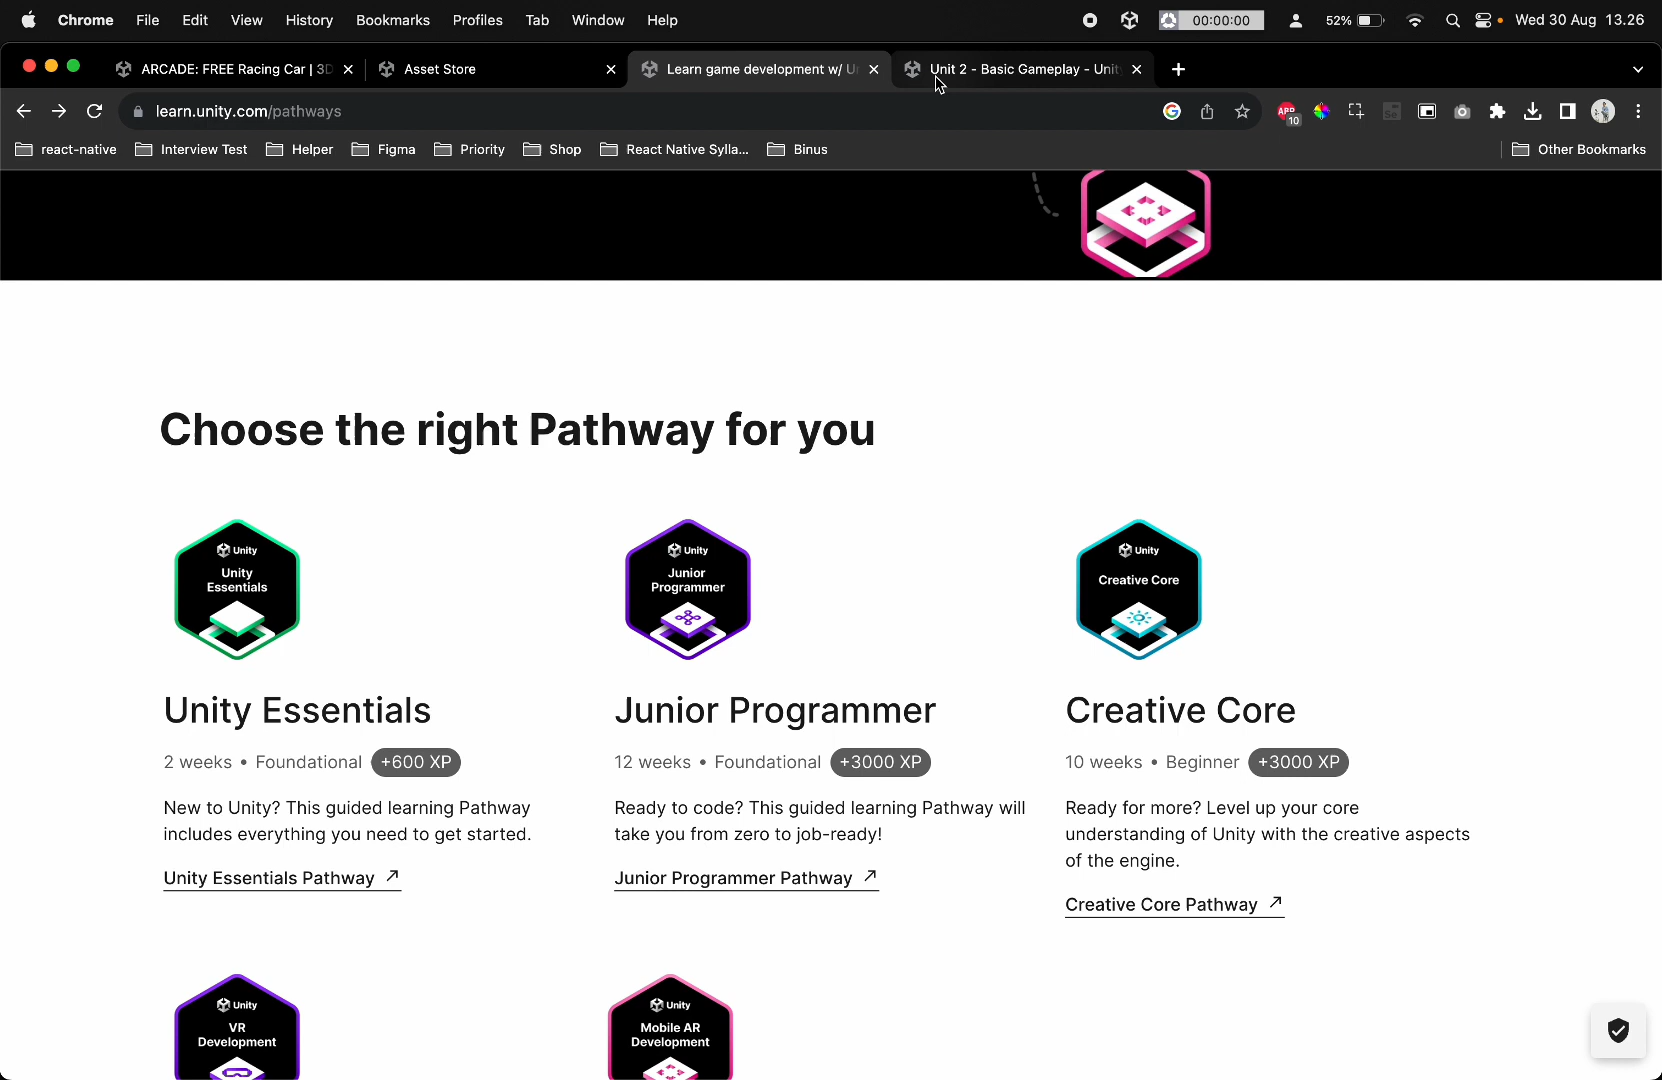 Chrome File Edit View History Bookmarks Profiles Tab Window Help 00:00:00 52% Wed 30 Aug 13.26
ARCADE: FREE Racing Car | 3D Asset Store Learn game development w/ Un Unit 2 - Basic Gameplay - Unity
learn.unity.com/pathways ABP 10
react-native Interview Test Helper Figma Priority Shop React Native Sylla... Binus Other Bookmarks
Choose the right Pathway for you
Unity
Unity
Essentials
Unity
Junior
Programmer
Unity
Creative Core
Unity Essentials
2 weeks • Foundational +600 XP
New to Unity? This guided learning Pathway
includes everything you need to get started.
Unity Essentials Pathway
Junior Programmer
12 weeks • Foundational +3000 XP
Ready to code? This guided learning Pathway will
take you from zero to job-ready!
Junior Programmer Pathway
Creative Core
10 weeks • Beginner +3000 XP
Ready for more? Level up your core
understanding of Unity with the creative aspects
of the engine.
Creative Core Pathway
Unity
VR
Development
Unity
Mobile AR
Development